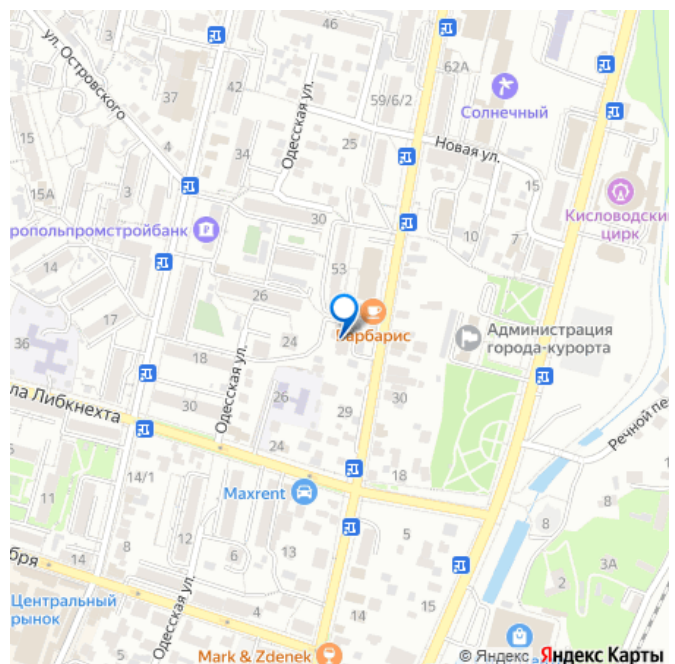 46
3
ул. Островского
3
62А
37
42
59/6/2
Солнечный
Одесская ул.
15
34
25
Новая ул.
15А
3
15
30
Кисловодский
цирк
ропольпромстройбанк
10
7
14
53
26
17
Барбарис
Администрация
города-курорта
36
24
18
Одесская ул.
ла Либкнехта
30
26
29
30
24
14/1
18
Речной пе
11
Maxrent
8
12
13
5
8
8
бря
14
6
3А
2
Центральный
рынок
4
14
15
Одесская ул.
Mark & Zdenek
© Яндекс
Яндекс Карты